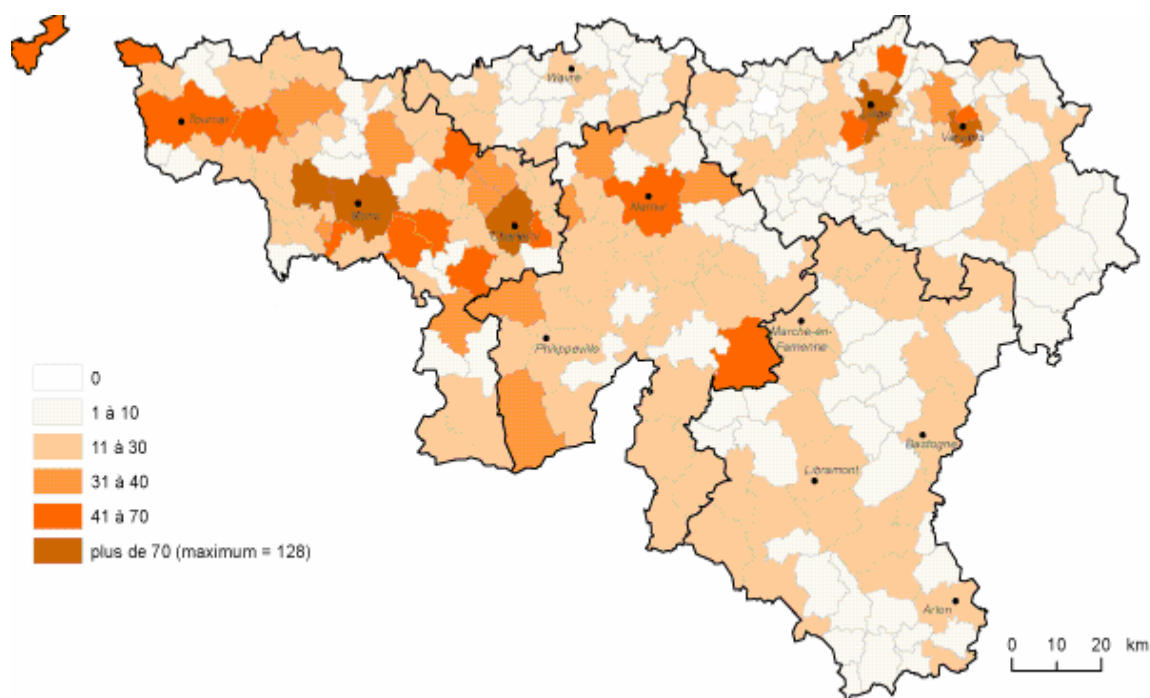 Wavre
Tournai
Liège
Verviers
Mons
Namur
Charleroi
Marche-en-
Famenne
Philippeville
0
1 à 10
11 à 30
31 à 40
41 à 70
plus de 70 (maximum = 128)
Bastogne
Libramont
Arlon
0 10 20 km